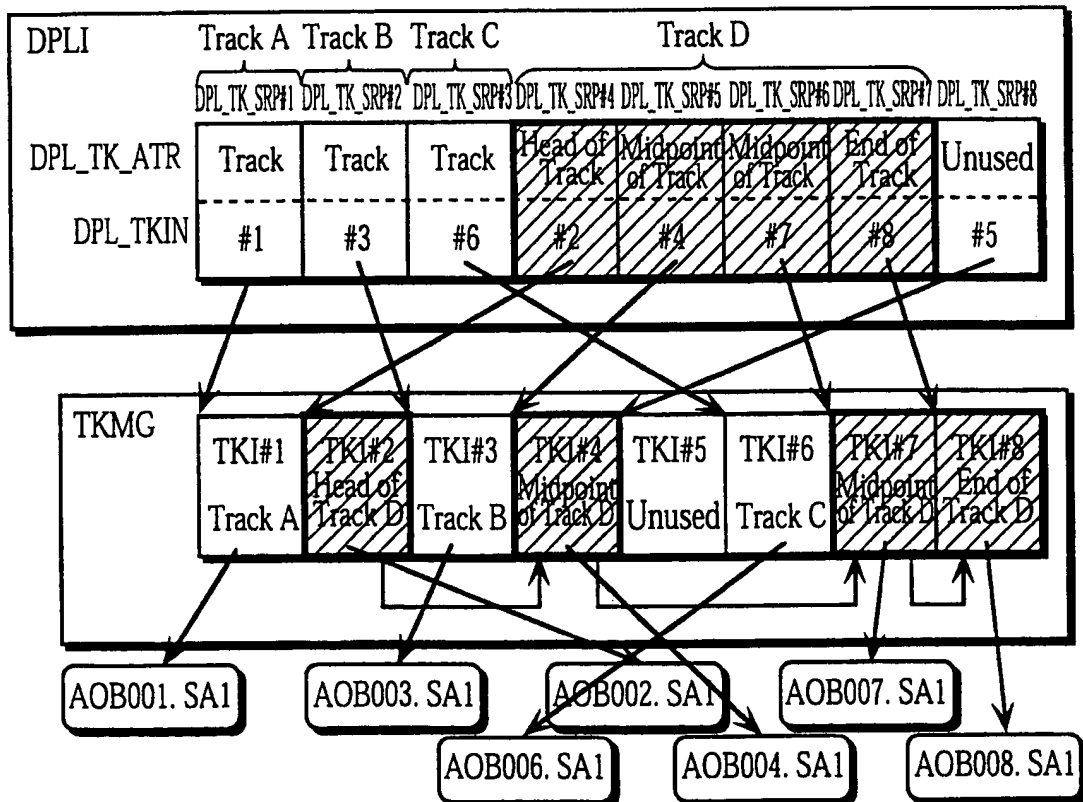 DPLI
Track A Track B Track C Track D
DPL_TK_SRP#1 DPL_TK_SRP#2 DPL_TK_SRP#3 DPL_TK_SRP#4 DPL_TK_SRP#5 DPL_TK_SRP#6 DPL_TK_SRP#7 DPL_TK_SRP#8
DPL_TK_ATR
Track
Track
Track
Head of
Track
Midpoint
of Track
Midpoint
of Track
End of
Track
Unused
DPL_TKIN
#1 #3 #6 #2 #4 #7 #8 #5
TKMG
TKI#1
Track A
TKI#2
Head of
Track D
TKI#3
Track B
TKI#4
Midpoint
of Track D
TKI#5
Unused
TKI#6
Track C
TKI#7
Midpoint
of Track D
TKI#8
End of
Track D
AOB001. SA1 AOB003. SA1 AOB002. SA1 AOB007. SA1
AOB006. SA1 AOB004. SA1 AOB008. SA1